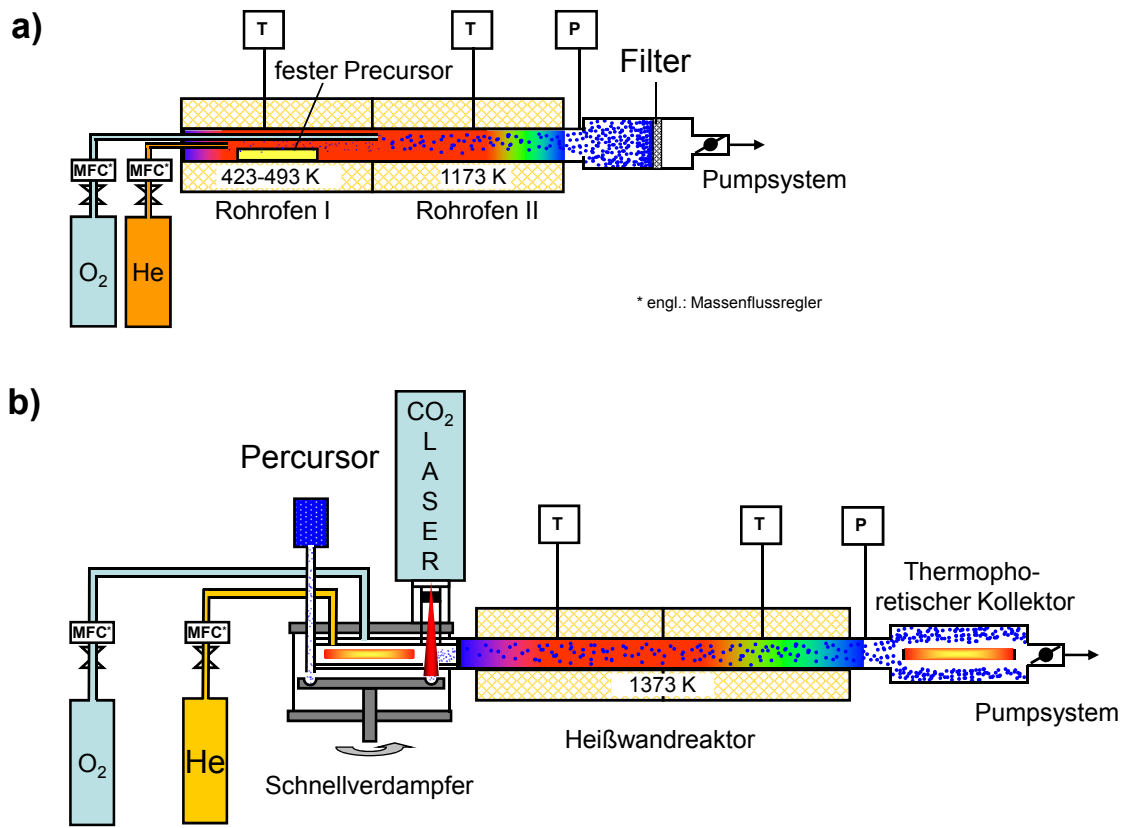 a)
T
T
P
fester Precursor
Filter
MFC*
MFC*
423-493 K
1173 K
Pumpsystem
Rohrofen I
Rohrofen II
O2
He
* engl.: Massenflussregler
b)
CO2
L
A
S
E
R
Percursor
T
T
P
Thermopho-
retischer Kollektor
MFC*
MFC*
1373 K
Pumpsystem
Heißwandreaktor
O2
He
Schnellverdampfer